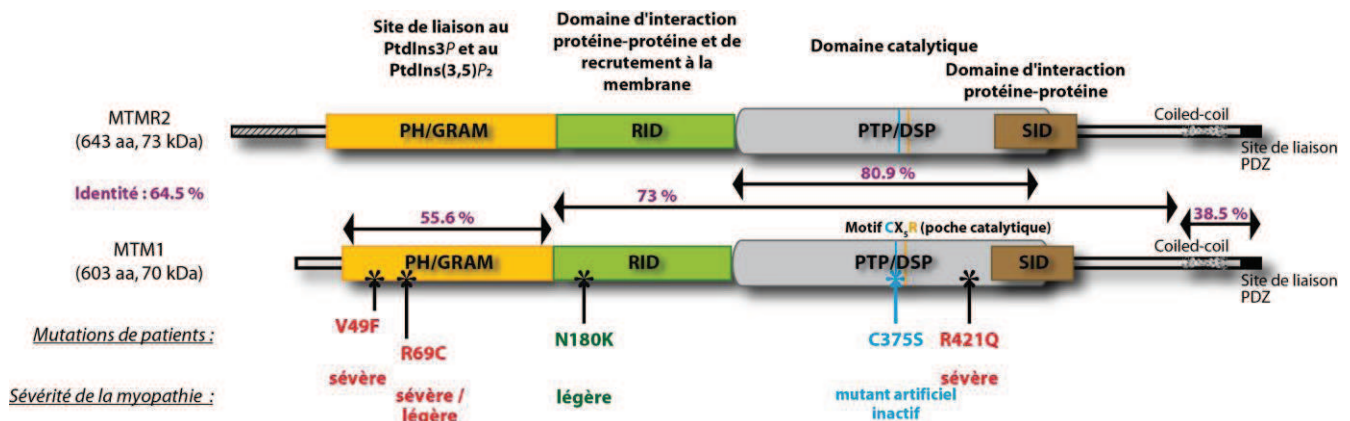 Site de liaison au
PtdIns3P et au
PtdIns(3,5)P₂
Domaine d'interaction
protéine-protéine et de
recrutement à la
membrane
Domaine catalytique
Domaine d'interaction
protéine-protéine
MTMR2
(643 aa, 73 kDa)
PH/GRAM
RID
PTP/DSP
SID
Coiled-coil
Site de liaison
PDZ
Identité : 64.5 %
80.9 %
73 %
55.6 %
38.5 %
Motif CX₅R (poche catalytique)
MTM1
(603 aa, 70 kDa)
PH/GRAM
RID
PTP/DSP
SID
Coiled-coil
Site de liaison
PDZ
Mutations de patients :
V49F
R69C
N180K
C375S
R421Q
Sévérité de la myopathie :
sévère
sévère /
légère
légère
mutant artificiel
inactif
sévère